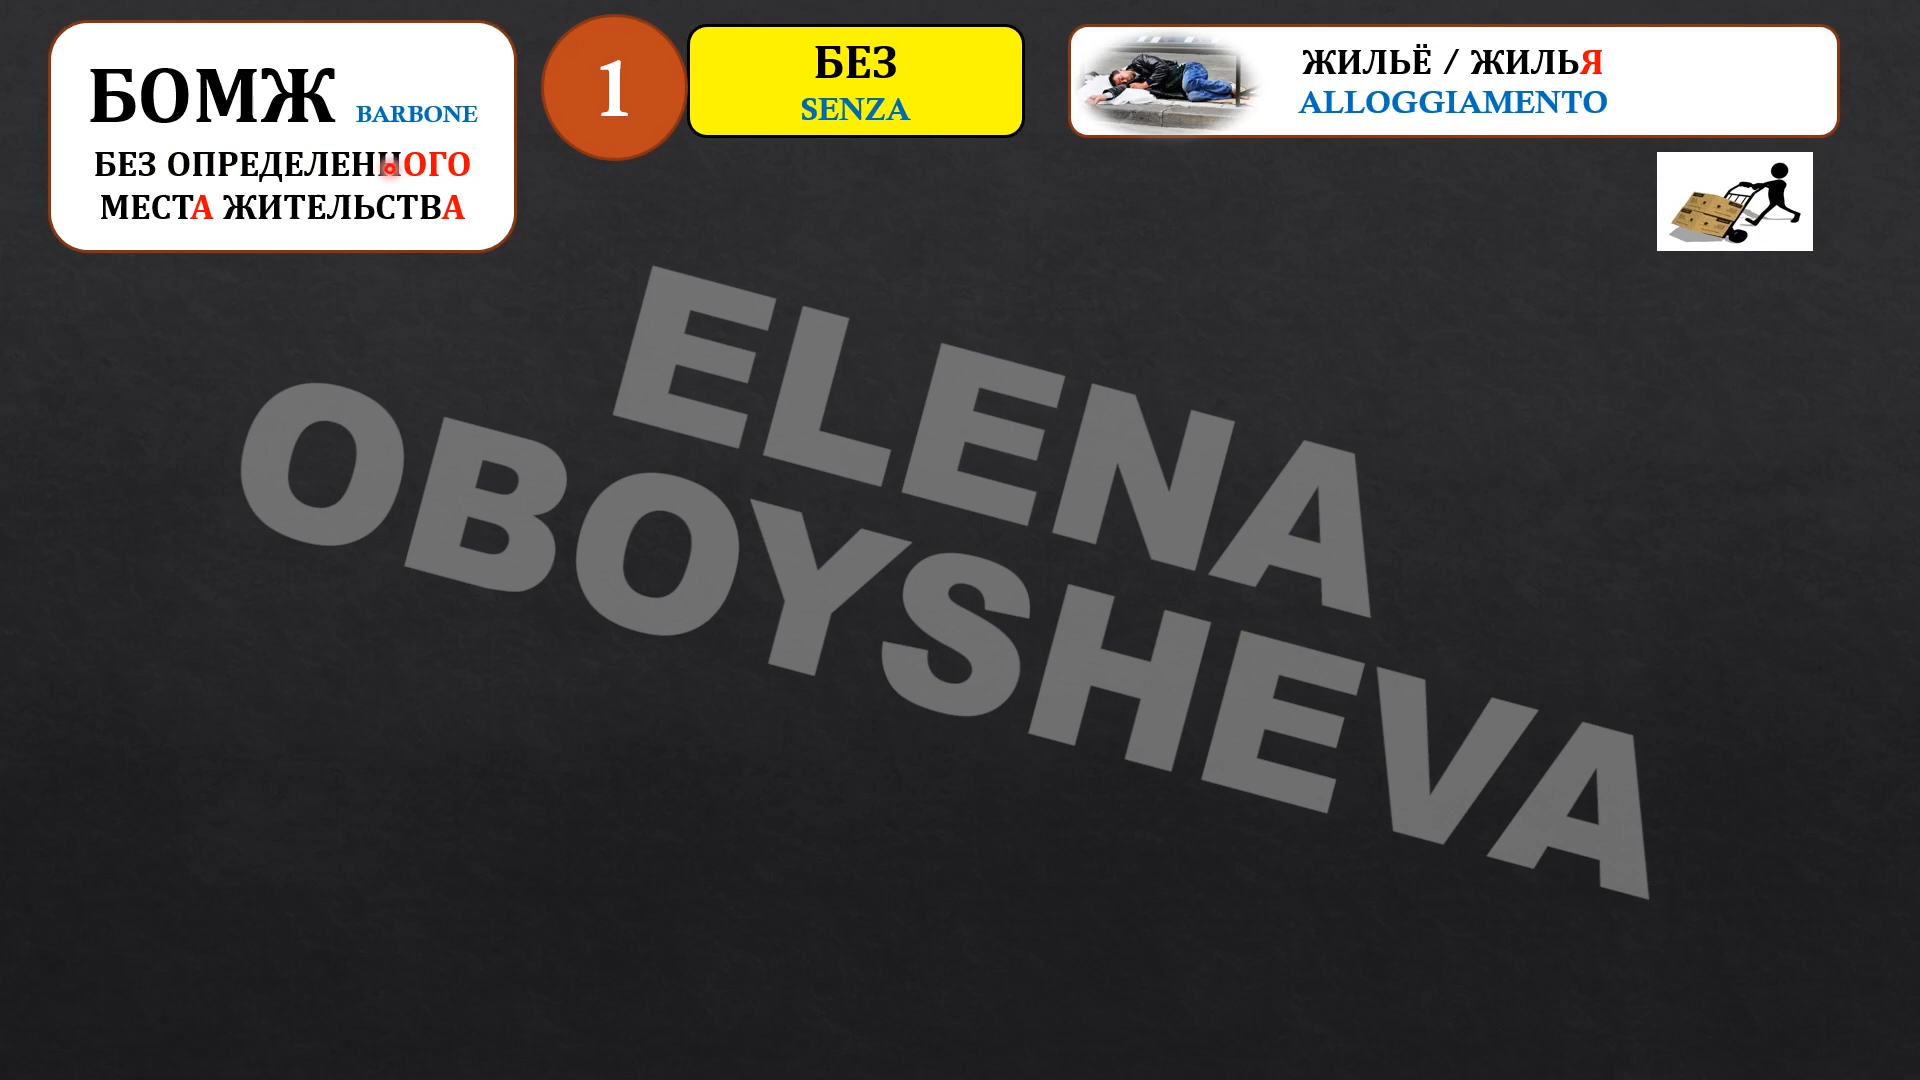 БОМЖ BARBONE
БЕЗ ОПРЕДЕЛЕННОГО
МЕСТА ЖИТЕЛЬСТВА
1
БЕЗ
SENZA
ЖИЛЬЁ / ЖИЛЬЯ
ALLOGGIAMENTO
ELENA
OBOYSHEVA